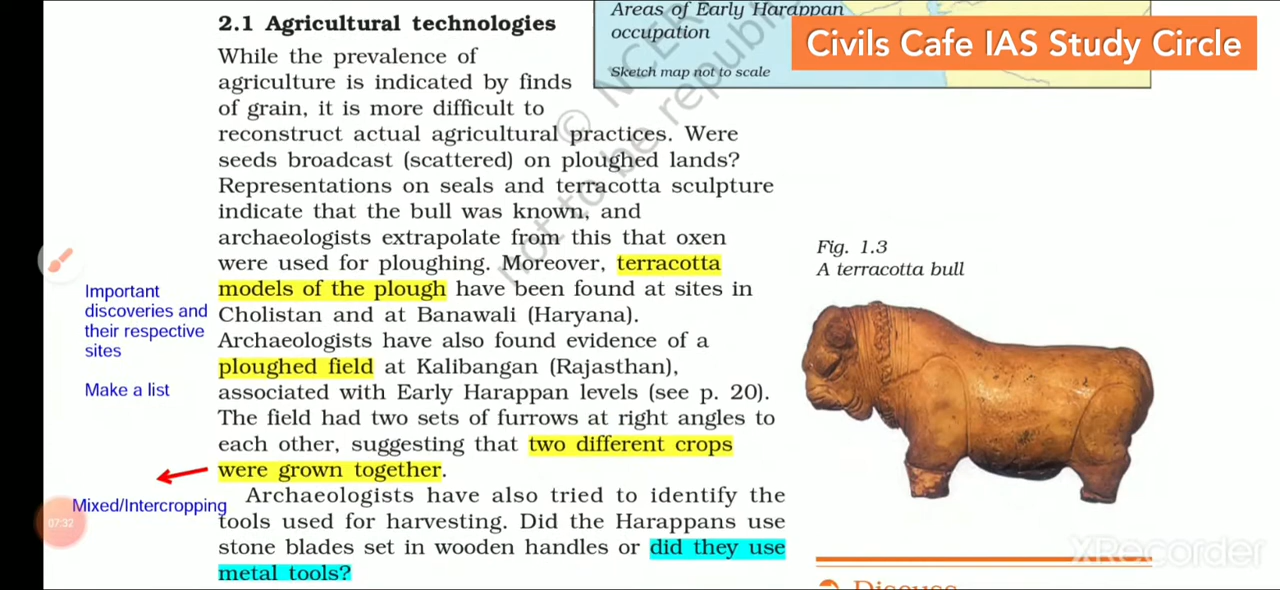 2.1 Agricultural technologies
While the prevalence of
agriculture is indicated by finds
of grain, it is more difficult to
reconstruct actual agricultural practices. Were
seeds broadcast (scattered) on ploughed lands?
Representations on seals and terracotta sculpture
indicate that the bull was known, and
archaeologists extrapolate from this that oxen
were used for ploughing. Moreover, terracotta
models of the plough have been found at sites in
Cholistan and at Banawali (Haryana).
Archaeologists have also found evidence of a
ploughed field at Kalibangan (Rajasthan),
associated with Early Harappan levels (see p. 20).
The field had two sets of furrows at right angles to
each other, suggesting that two different crops
were grown together.
Archaeologists have also tried to identify the
tools used for harvesting. Did the Harappans use
stone blades set in wooden handles or did they use
metal tools?
Important
discoveries and
their respective
sites
Make a list
Mixed/Intercropping
07:32
Areas of Early Harappan
occupation
Sketch map not to scale
Civils Cafe IAS Study Circle
© NCER
not to be republi
Fig. 1.3
A terracotta bull
XRecorder
Discuss